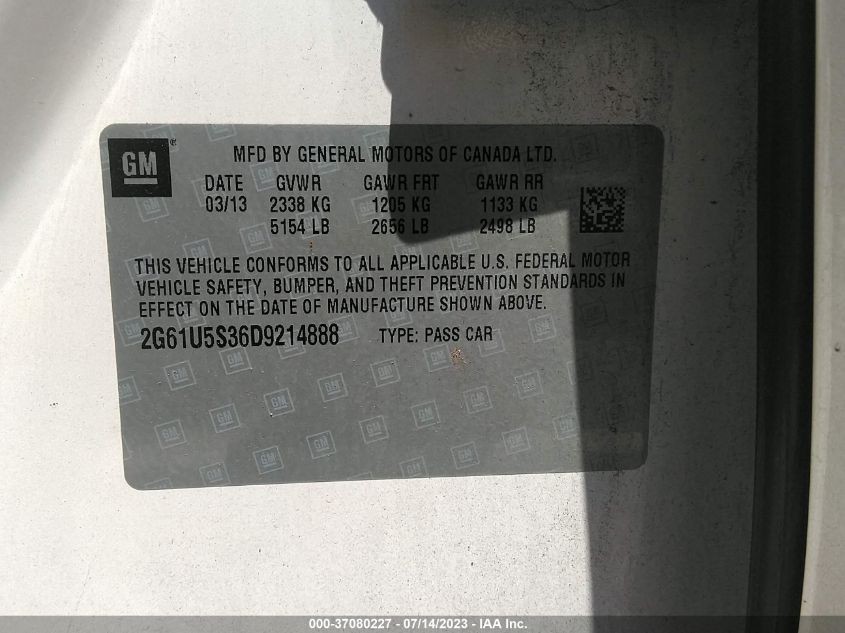 GM® MFD BY GENERAL MOTORS OF CANADA LTD.
DATE GVWR GAWR FRT GAWR RR
03/13 2338 KG 1205 KG 1133 KG
5154 LB 2656 LB 2498 LB
THIS VEHICLE CONFORMS TO ALL APPLICABLE U.S. FEDERAL MOTOR
VEHICLE SAFETY, BUMPER, AND THEFT PREVENTION STANDARDS IN
EFFECT ON THE DATE OF MANUFACTURE SHOWN ABOVE.
2G61U5S36D9214888 TYPE: PASS CAR
000-37080227 - 07/14/2023 - IAA Inc.